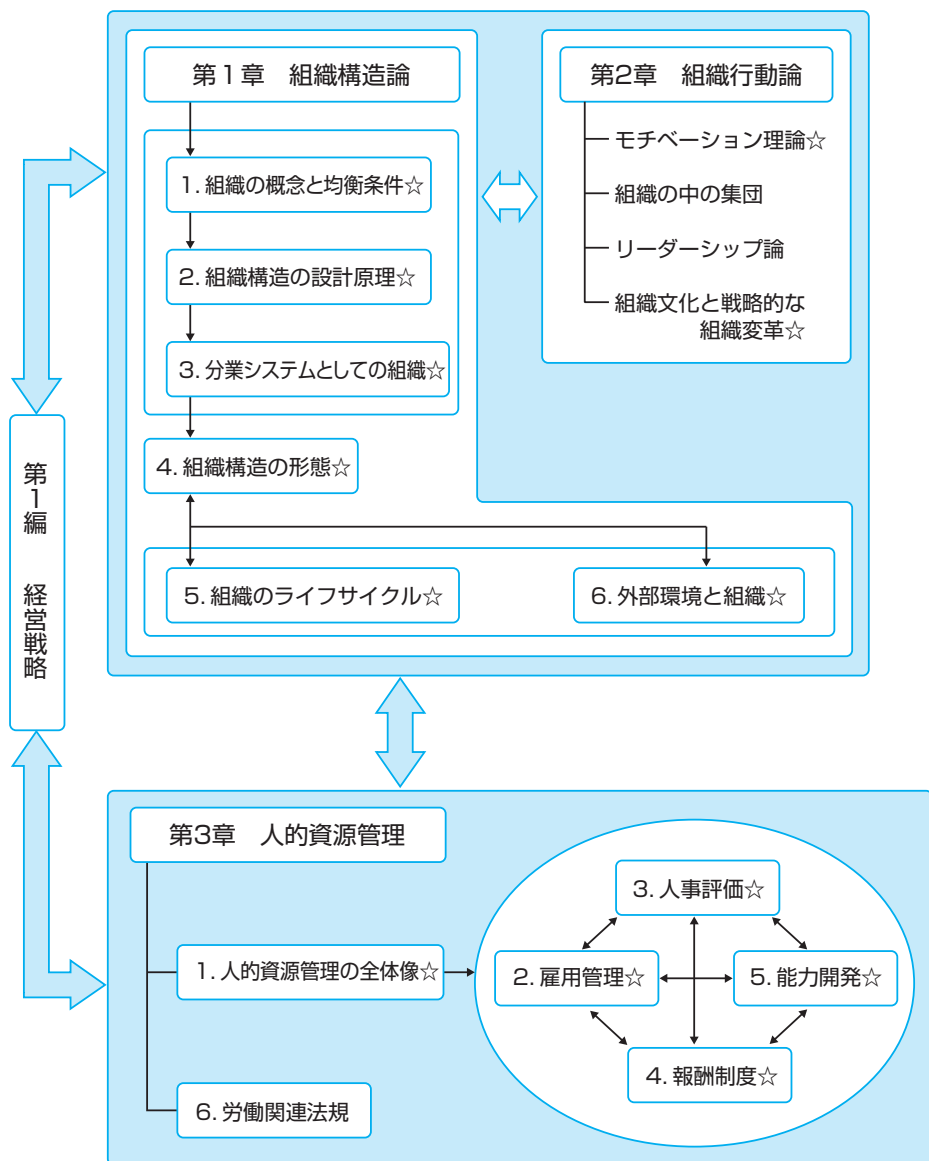 第1章 組織構造論
1. 組織の概念と均衡条件☆
2. 組織構造の設計原理☆
3. 分業システムとしての組織☆
4. 組織構造の形態☆
5. 組織のライフサイクル☆
6. 外部環境と組織☆
第2章 組織行動論
モチベーション理論☆
組織の中の集団
リーダーシップ論
組織文化と戦略的な
組織変革☆
第1編 経営戦略
第3章 人的資源管理
1. 人的資源管理の全体像☆
3. 人事評価☆
2. 雇用管理☆
5. 能力開発☆
4. 報酬制度☆
6. 労働関連法規